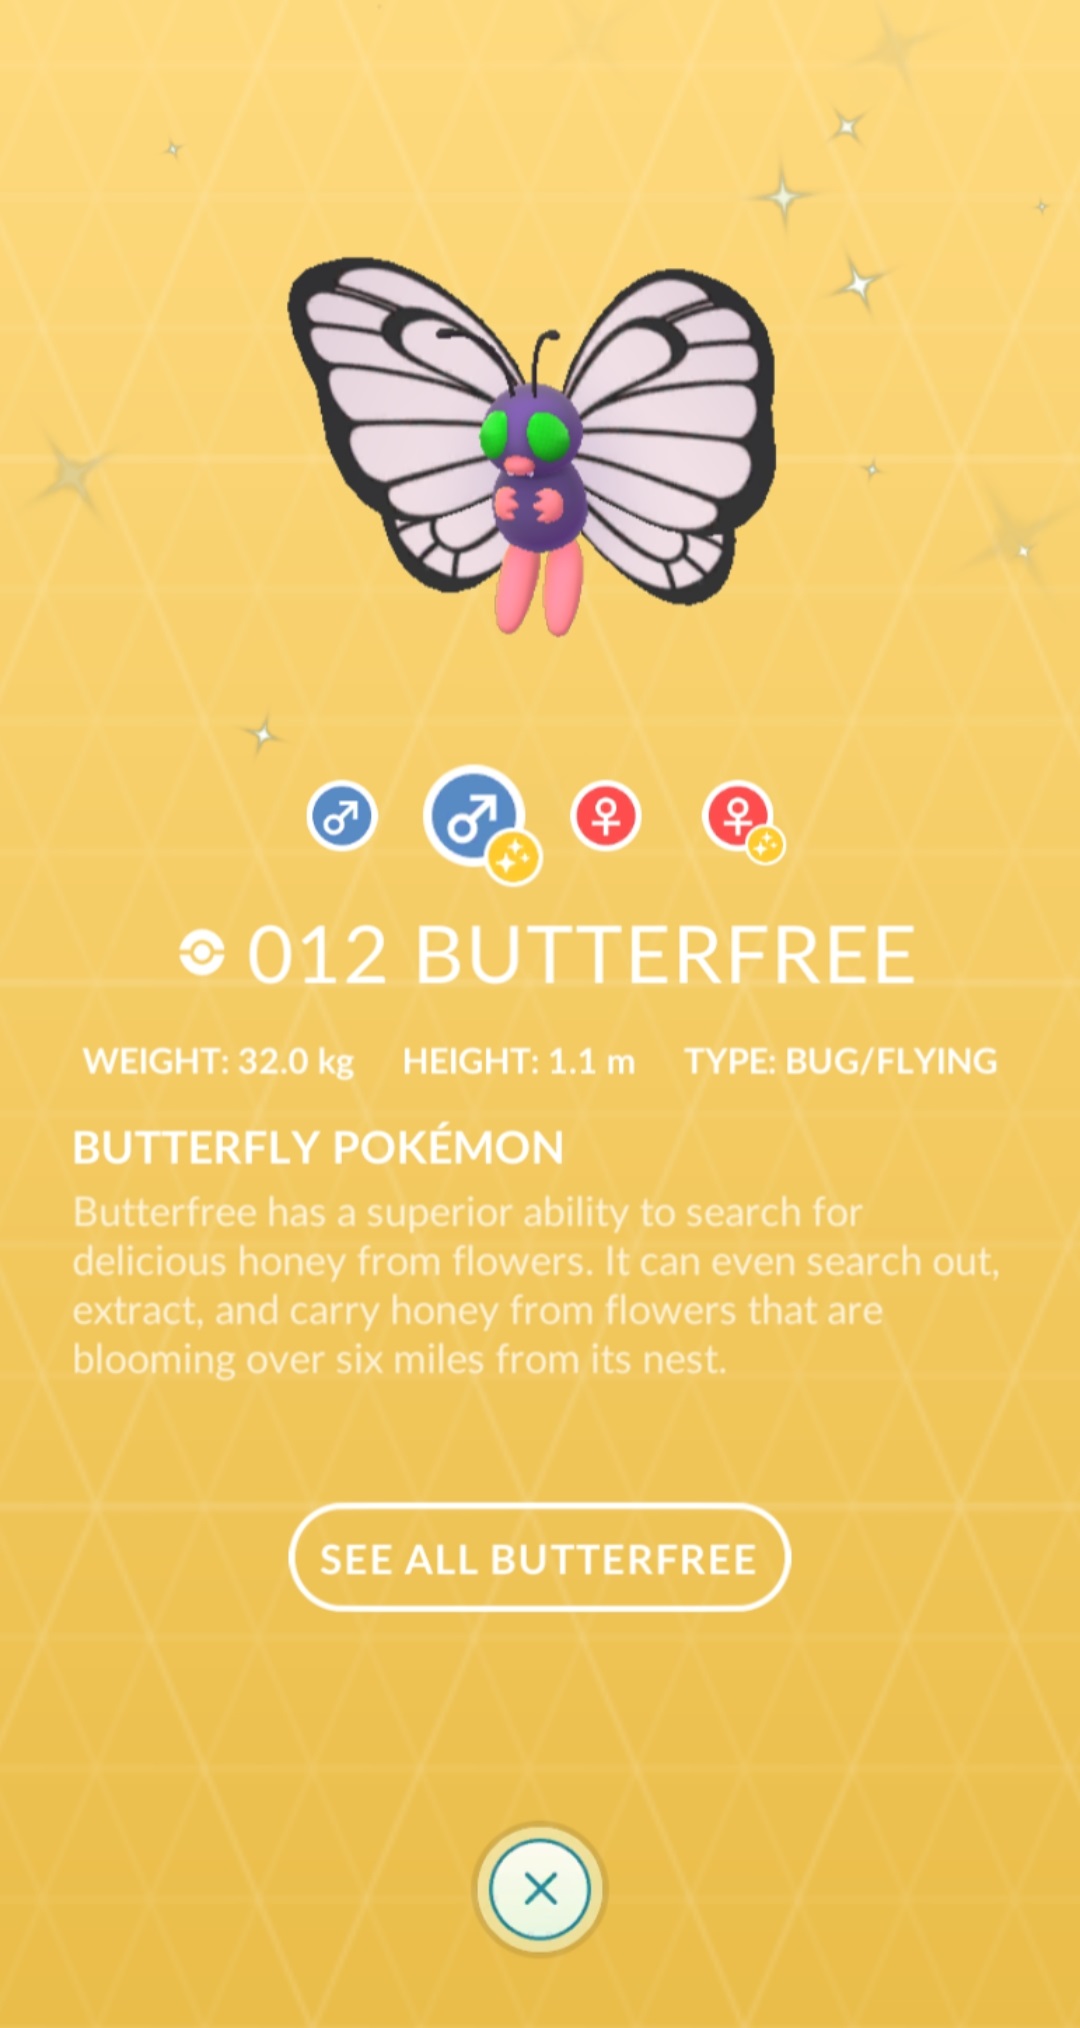 012 BUTTERFREE
WEIGHT: 32.0 kg HEIGHT: 1.1 m TYPE: BUG/FLYING
BUTTERFLY POKÉMON
Butterfree has a superior ability to search for
delicious honey from flowers. It can even search out,
extract, and carry honey from flowers that are
blooming over six miles from its nest.
SEE ALL BUTTERFREE